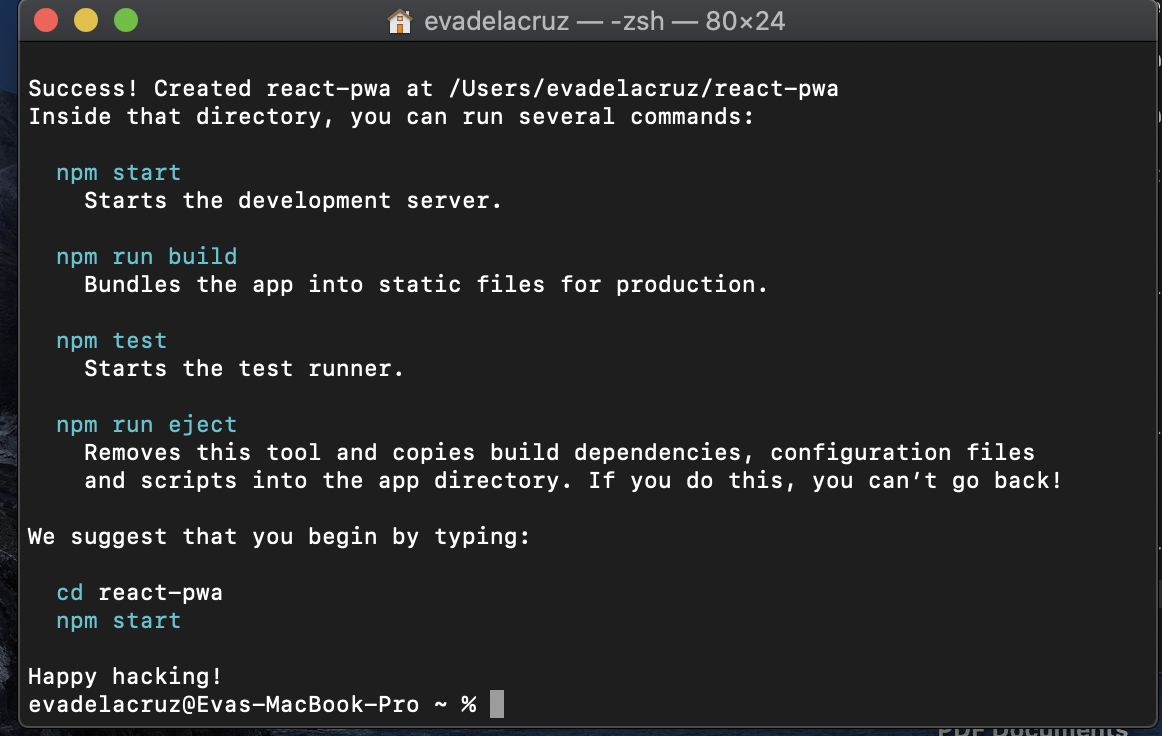 evadelacruz — -zsh — 80×24
Success! Created react-pwa at /Users/evadelacruz/react-pwa
Inside that directory, you can run several commands:
npm start
Starts the development server.
npm run build
Bundles the app into static files for production.
npm test
Starts the test runner.
npm run eject
Removes this tool and copies build dependencies, configuration files
and scripts into the app directory. If you do this, you can’t go back!
We suggest that you begin by typing:
cd react-pwa
npm start
Happy hacking!
evadelacruz@Evas-MacBook-Pro ~ %
PDF Documents